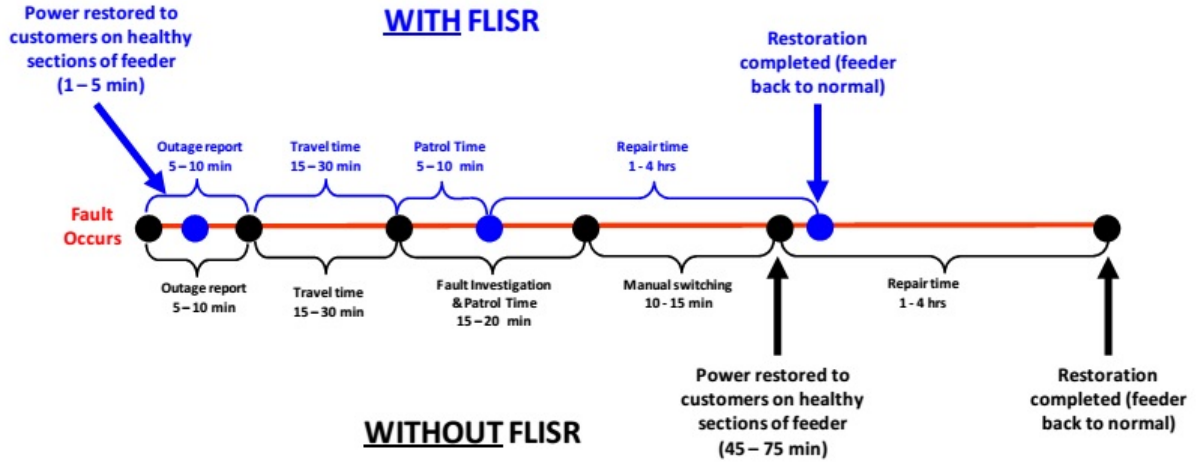 WITH FLISR
Power restored to
customers on healthy
sections of feeder
(1 – 5 min)
Restoration
completed (feeder
back to normal)
Outage report
5 – 10 min
Travel time
15 – 30 min
Patrol Time
5 – 10 min
Repair time
1 - 4 hrs
Fault
Occurs
Outage report
5 – 10 min
Travel time
15 – 30 min
Fault Investigation
& Patrol Time
15 – 20 min
Manual switching
10 - 15 min
Repair time
1 - 4 hrs
Power restored to
customers on healthy
sections of feeder
(45 – 75 min)
Restoration
completed (feeder
back to normal)
WITHOUT FLISR